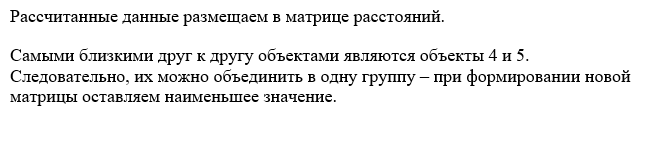 Рассчитанные данные размещаем в матрице расстояний.
Самыми близкими друг к другу объектами являются объекты 4 и 5.
Следовательно, их можно объединить в одну группу – при формировании новой
матрицы оставляем наименьшее значение.